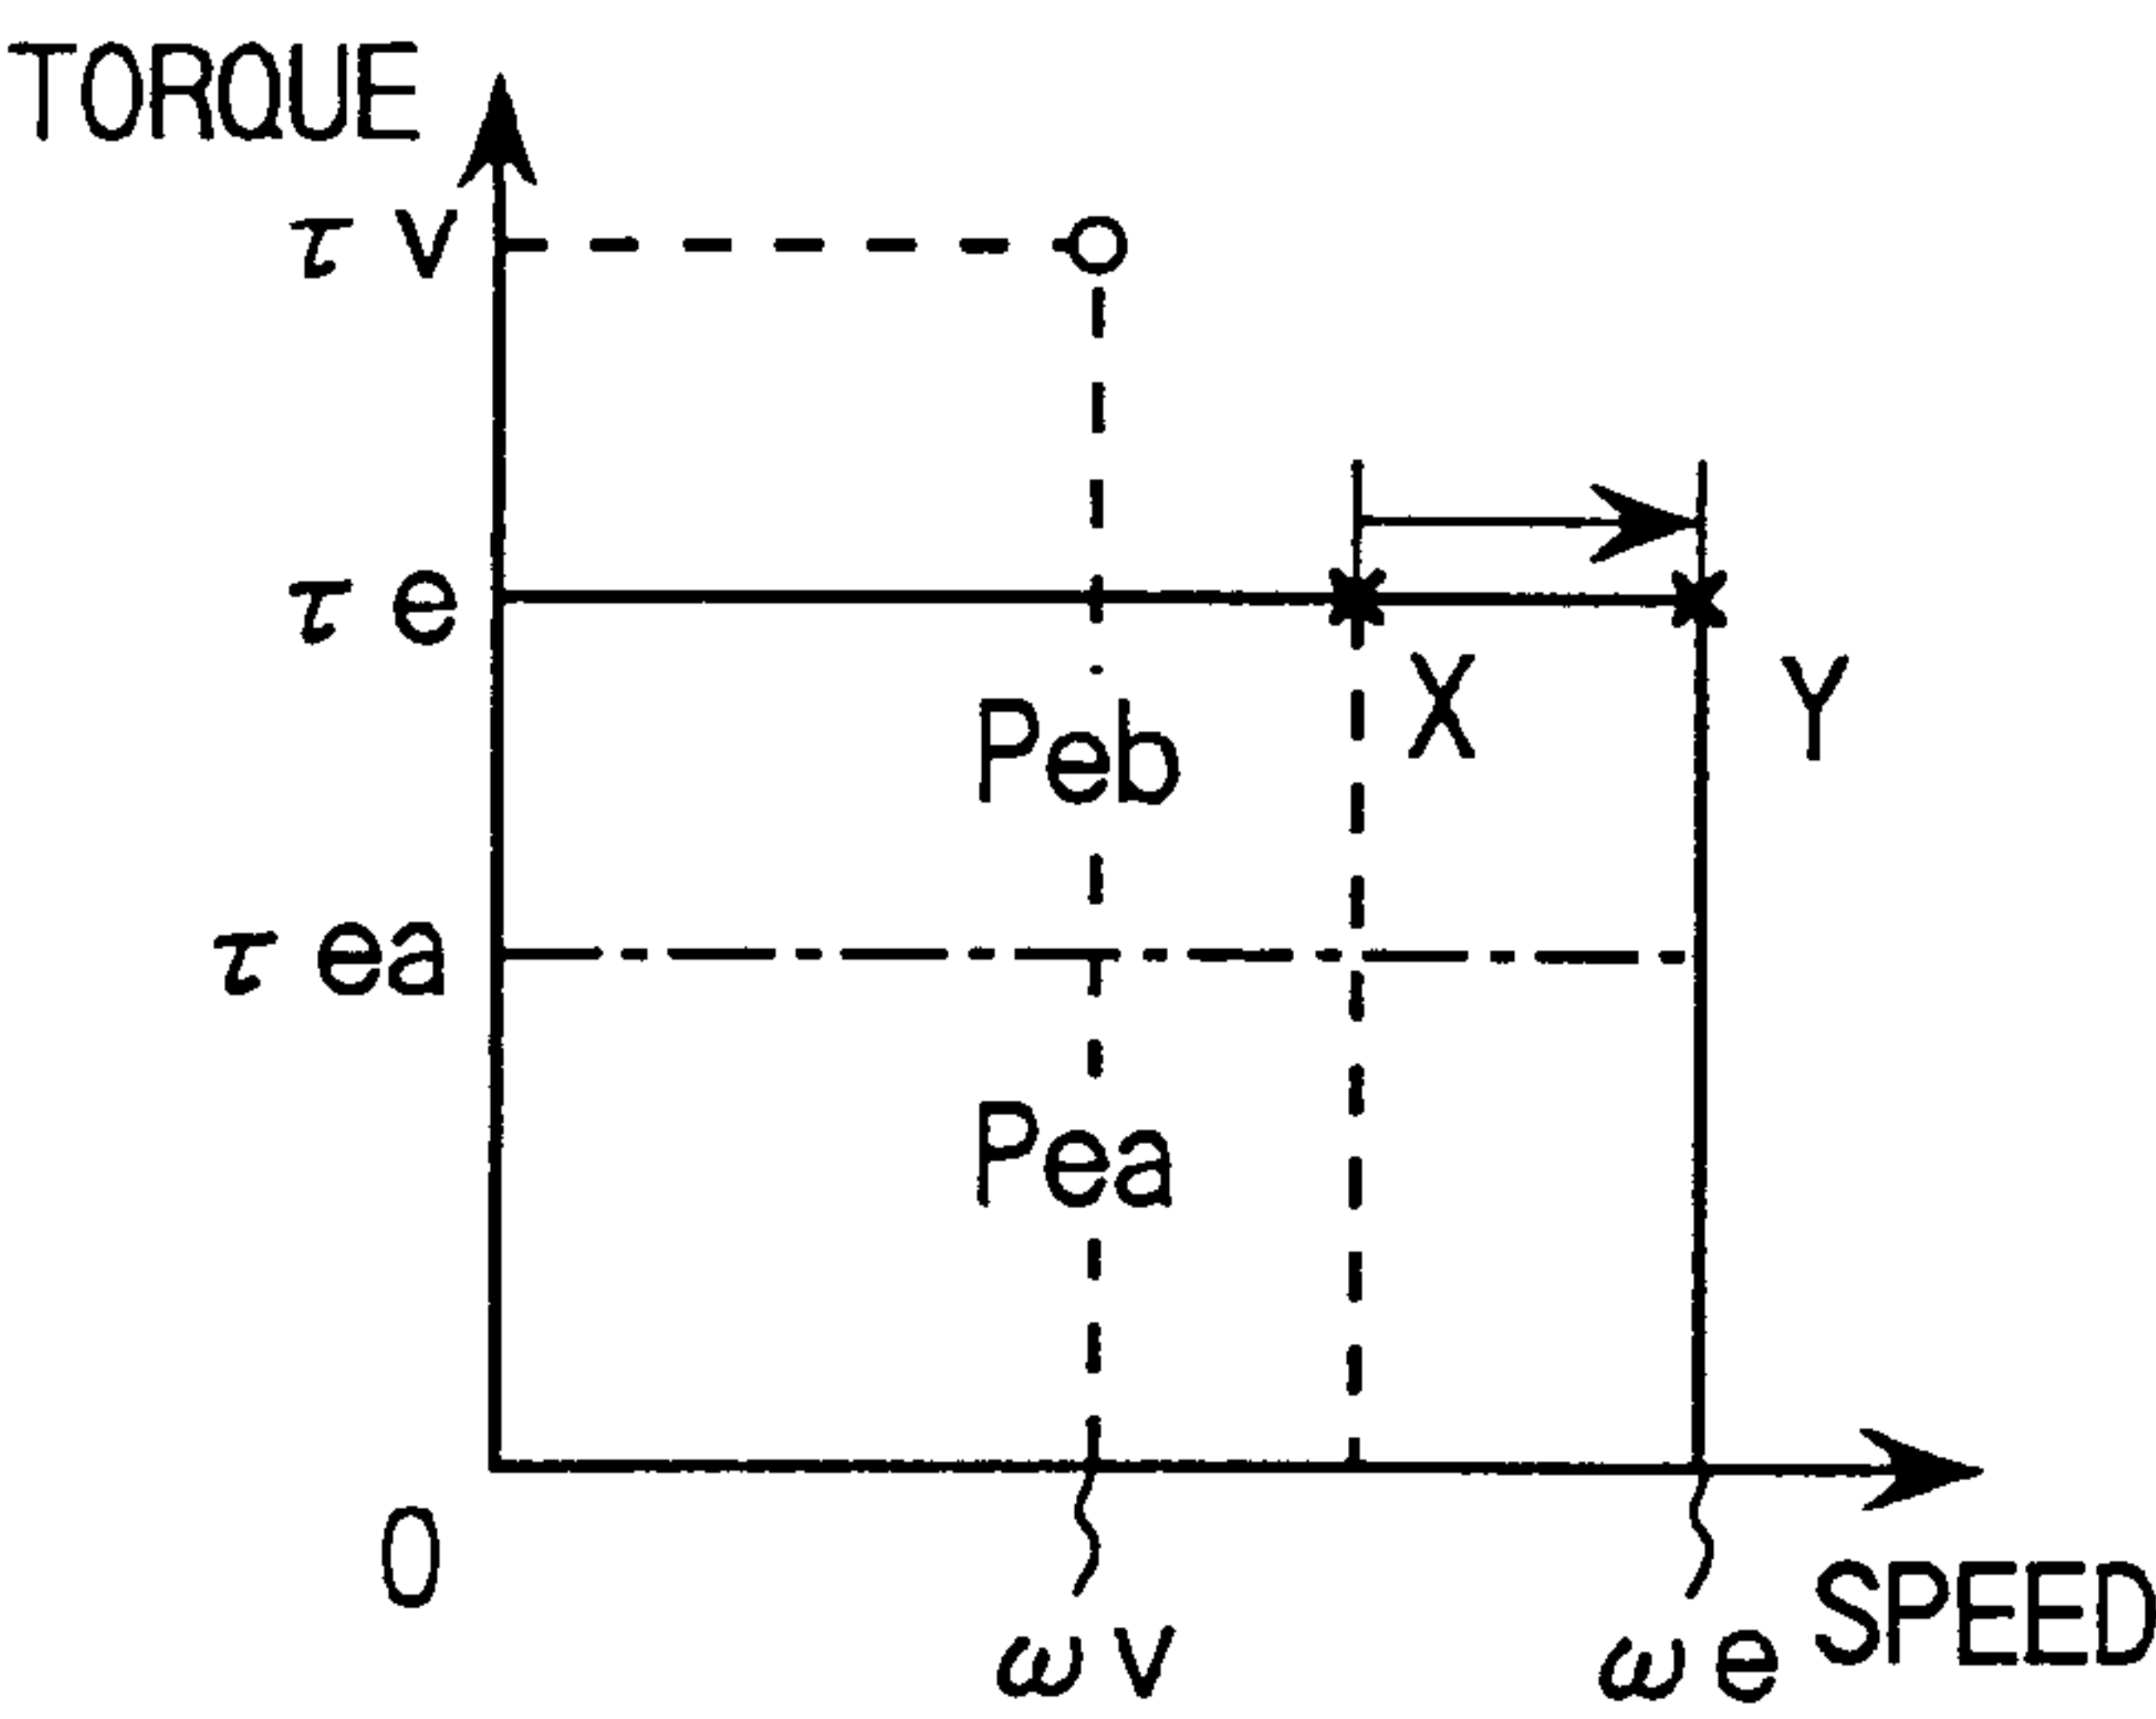 TORQUE
τ v
τ e
X Y
Peb
τ ea
Pea
0
ω v ω e SPEED